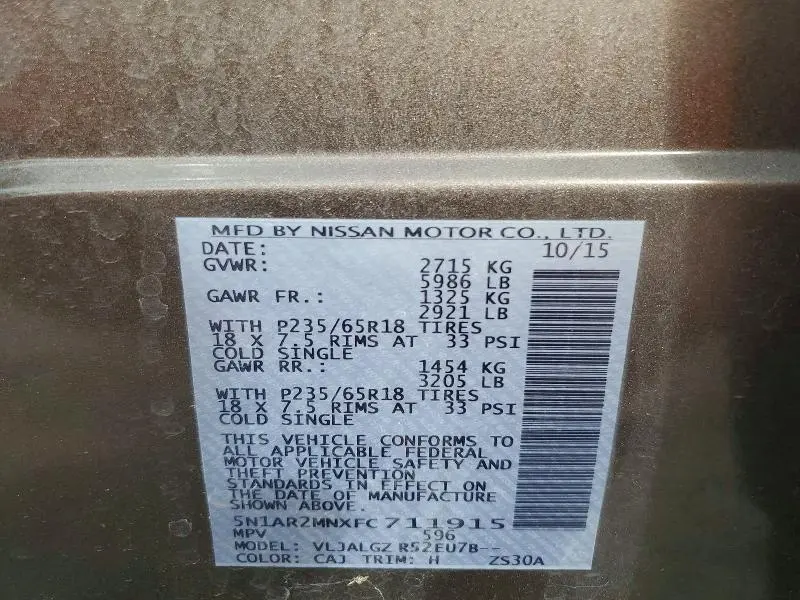 MFD BY NISSAN MOTOR CO., LTD.
DATE: 10/15
GVWR: 2715 KG
5986 LB
GAWR FR.: 1325 KG
2921 LB
WITH P235/65R18 TIRES
18 X 7.5 RIMS AT 33 PSI
COLD SINGLE
GAWR RR.: 1454 KG
3205 LB
WITH P235/65R18 TIRES
18 X 7.5 RIMS AT 33 PSI
COLD SINGLE
THIS VEHICLE CONFORMS TO
ALL APPLICABLE FEDERAL
MOTOR VEHICLE SAFETY AND
THEFT PREVENTION
STANDARDS IN EFFECT ON
THE DATE OF MANUFACTURE
SHOWN ABOVE.
5N1AR2MNXFC711915
MPV 596
MODEL: VLJALGZ R52EU7B--
COLOR: CAJ TRIM: H ZS30A